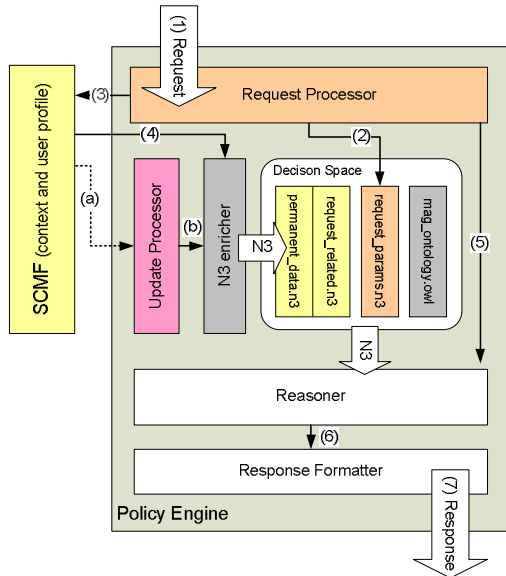 (1) Request
Request Processor
SCMF (context and user profile)
(3)
(4)
(2)
(a)
Decison Space
Update Processor
(b)
N3 enricher
N3
permanent_data.n3
request_related.n3
request_params.n3
mag_ontology.owl
(5)
N3
Reasoner
(6)
Response Formatter
(7) Response
Policy Engine